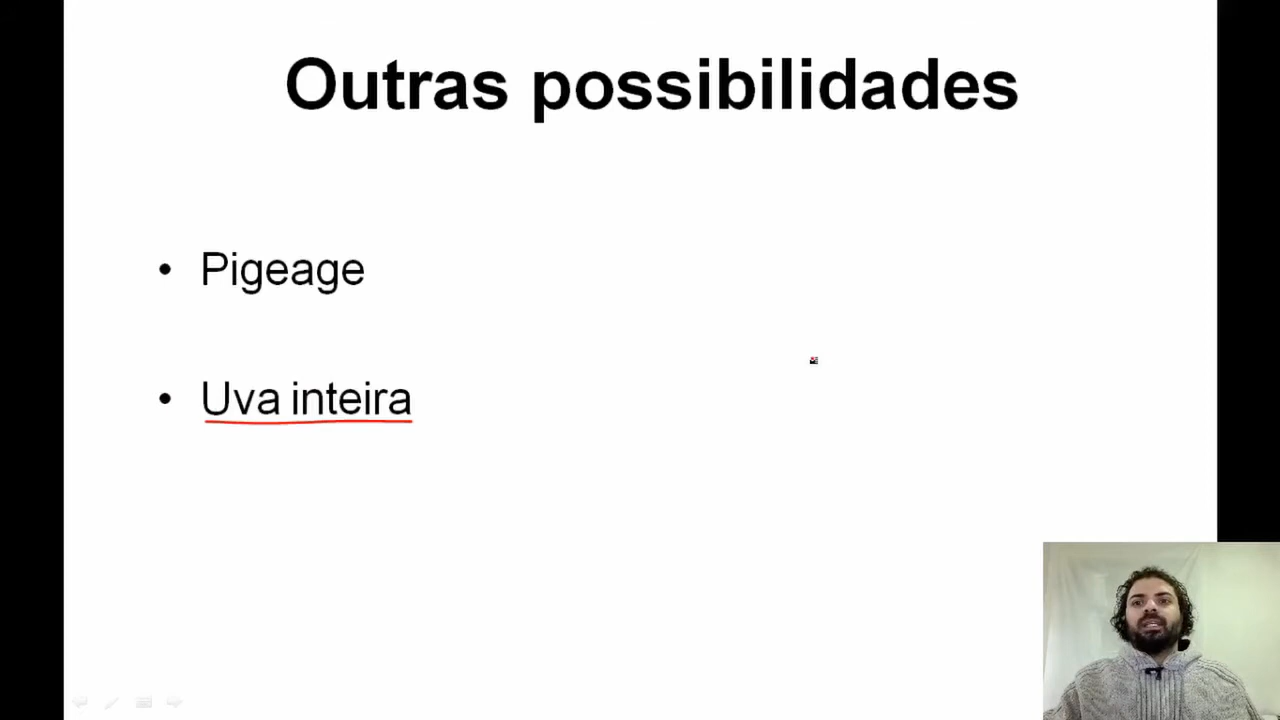 Outras possibilidades
• Pigeage
• Uva inteira